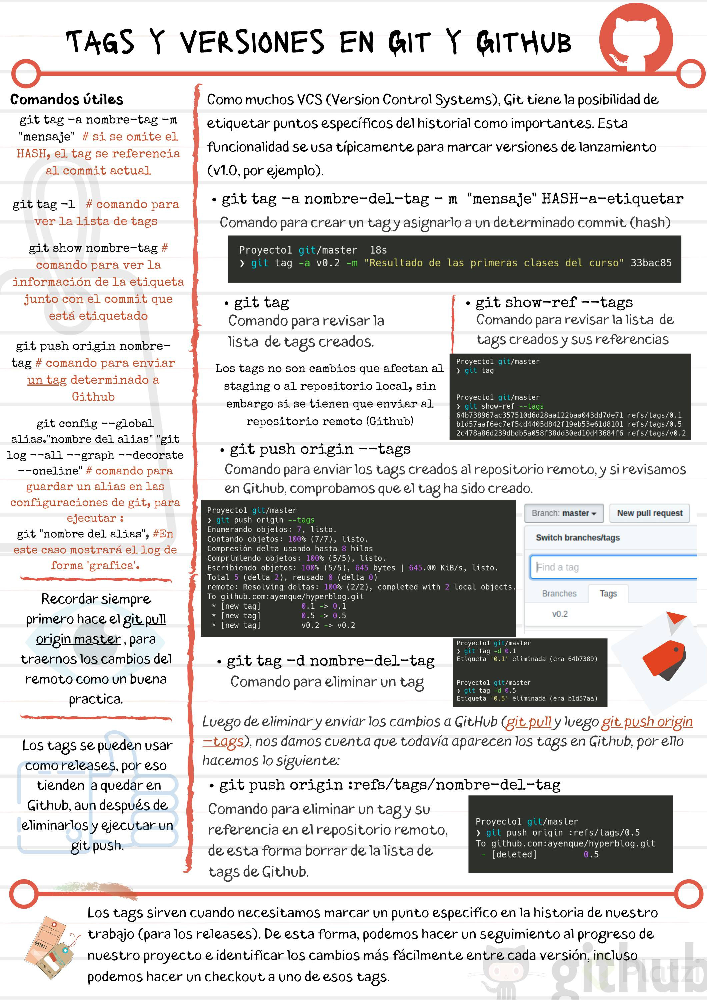 TAGS Y VERSIONES EN GIT Y GITHUB
Comandos útiles
git tag -a nombre-tag -m
"mensaje" # si se omite el
HASH, el tag se referencia
al commit actual
git tag -l # comando para
ver la lista de tags
git show nombre-tag #
comando para ver la
información de la etiqueta
junto con el commit que
está etiquetado
git push origin nombre-
tag # comando para enviar
un tag determinado a
Github
git config --global
alias."nombre del alias" "git
log --all --graph --decorate
--oneline" # comando para
guardar un alias en las
configuraciones de git, para
ejecutar :
git "nombre del alias", #En
este caso mostrará el log de
forma 'grafica'.
Recordar siempre
primero hace el git pull
origin master , para
traernos los cambios del
remoto como un buena
practica.
Los tags se pueden usar
como releases, por eso
tienden a quedar en
Github, aun después de
eliminarlos y ejecutar un
git push.
Como muchos VCS (Version Control Systems), Git tiene la posibilidad de
etiquetar puntos específicos del historial como importantes. Esta
funcionalidad se usa típicamente para marcar versiones de lanzamiento
(v1.0, por ejemplo).
• git tag -a nombre-del-tag - m "mensaje" HASH-a-etiquetar
Comando para crear un tag y asignarlo a un determinado commit (hash)
Proyecto1 git/master 18s
❯ git tag -a v0.2 -m "Resultado de las primeras clases del curso" 33bac85
• git tag
Comando para revisar la
lista de tags creados.
• git show-ref --tags
Comando para revisar la lista de
tags creados y sus referencias
Los tags no son cambios que afectan al
staging o al repositorio local, sin
embargo si se tienen que enviar al
repositorio remoto (Github)
Proyecto1 git/master
❯ git tag
Proyecto1 git/master
❯ git show-ref --tags
64b738967ac357510d6d28aa122baa043dd7de71 refs/tags/0.1
b1d57aaf6ec7ef5cd4405d842f19eb53e61d8101 refs/tags/0.5
2c478a86d239dbdb5a058f38dd30ed10d43684f6 refs/tags/v0.2
• git push origin --tags
Comando para enviar los tags creados al repositorio remoto, y si revisamos
en Github, comprobamos que el tag ha sido creado.
Proyecto1 git/master
❯ git push origin --tags
Enumerando objetos: 7, listo.
Contando objetos: 100% (7/7), listo.
Compresión delta usando hasta 8 hilos
Comprimiendo objetos: 100% (5/5), listo.
Escribiendo objetos: 100% (5/5), 645 bytes | 645.00 KiB/s, listo.
Total 5 (delta 2), reusado 0 (delta 0)
remote: Resolving deltas: 100% (2/2), completed with 2 local objects.
To github.com:ayenque/hyperblog.git
* [new tag] 0.1 -> 0.1
* [new tag] 0.5 -> 0.5
* [new tag] v0.2 -> v0.2
Branch: master New pull request
Switch branches/tags
Find a tag
Branches Tags
v0.2
• git tag -d nombre-del-tag
Comando para eliminar un tag
Proyecto1 git/master
❯ git tag -d 0.1
Etiqueta '0.1' eliminada (era 64b7389)
Proyecto1 git/master
❯ git tag -d 0.5
Etiqueta '0.5' eliminada (era b1d57aa)
Luego de eliminar y enviar los cambios a GitHub (git pull y luego git push origin
-tags), nos damos cuenta que todavía aparecen los tags en Github, por ello
hacemos lo siguiente:
• git push origin :refs/tags/nombre-del-tag
Comando para eliminar un tag y su
referencia en el repositorio remoto,
de esta forma borrar de la lista de
tags de Github.
Proyecto1 git/master
❯ git push origin :refs/tags/0.5
To github.com:ayenque/hyperblog.git
- [deleted] 0.5
Los tags sirven cuando necesitamos marcar un punto especifico en la historia de nuestro
trabajo (para los releases). De esta forma, podemos hacer un seguimiento al progreso de
nuestro proyecto e identificar los cambios más fácilmente entre cada versión, incluso
podemos hacer un checkout a uno de esos tags.
051411
github
Platzi